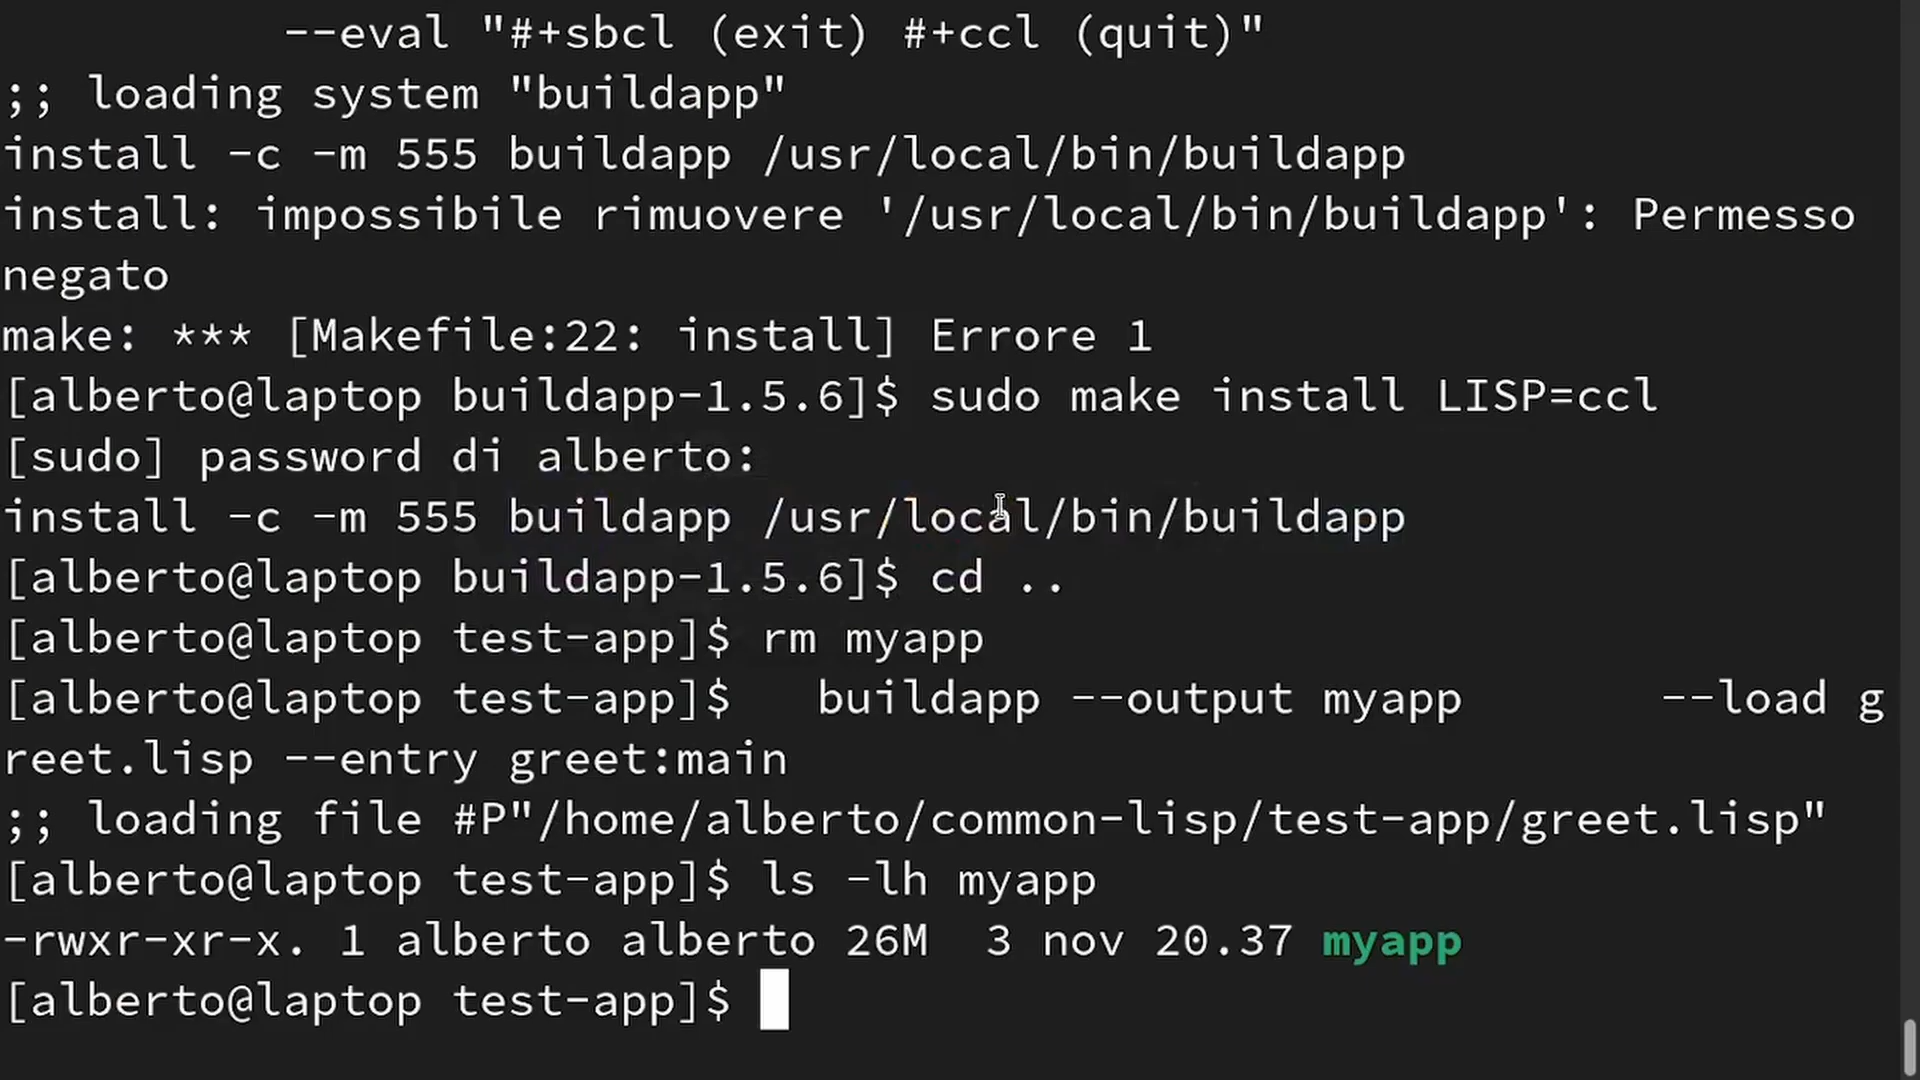 --eval "#+sbcl (exit) #+ccl (quit)"
;; loading system "buildapp"
install -c -m 555 buildapp /usr/local/bin/buildapp
install: impossibile rimuovere '/usr/local/bin/buildapp': Permesso
negato
make: *** [Makefile:22: install] Errore 1
[alberto@laptop buildapp-1.5.6]$ sudo make install LISP=ccl
[sudo] password di alberto:
install -c -m 555 buildapp /usr/local/bin/buildapp
[alberto@laptop buildapp-1.5.6]$ cd ..
[alberto@laptop test-app]$ rm myapp
[alberto@laptop test-app]$   buildapp --output myapp       --load g
reet.lisp --entry greet:main
;; loading file #P"/home/alberto/common-lisp/test-app/greet.lisp"
[alberto@laptop test-app]$ ls -lh myapp
-rwxr-xr-x. 1 alberto alberto 26M  3 nov 20.37 myapp
[alberto@laptop test-app]$